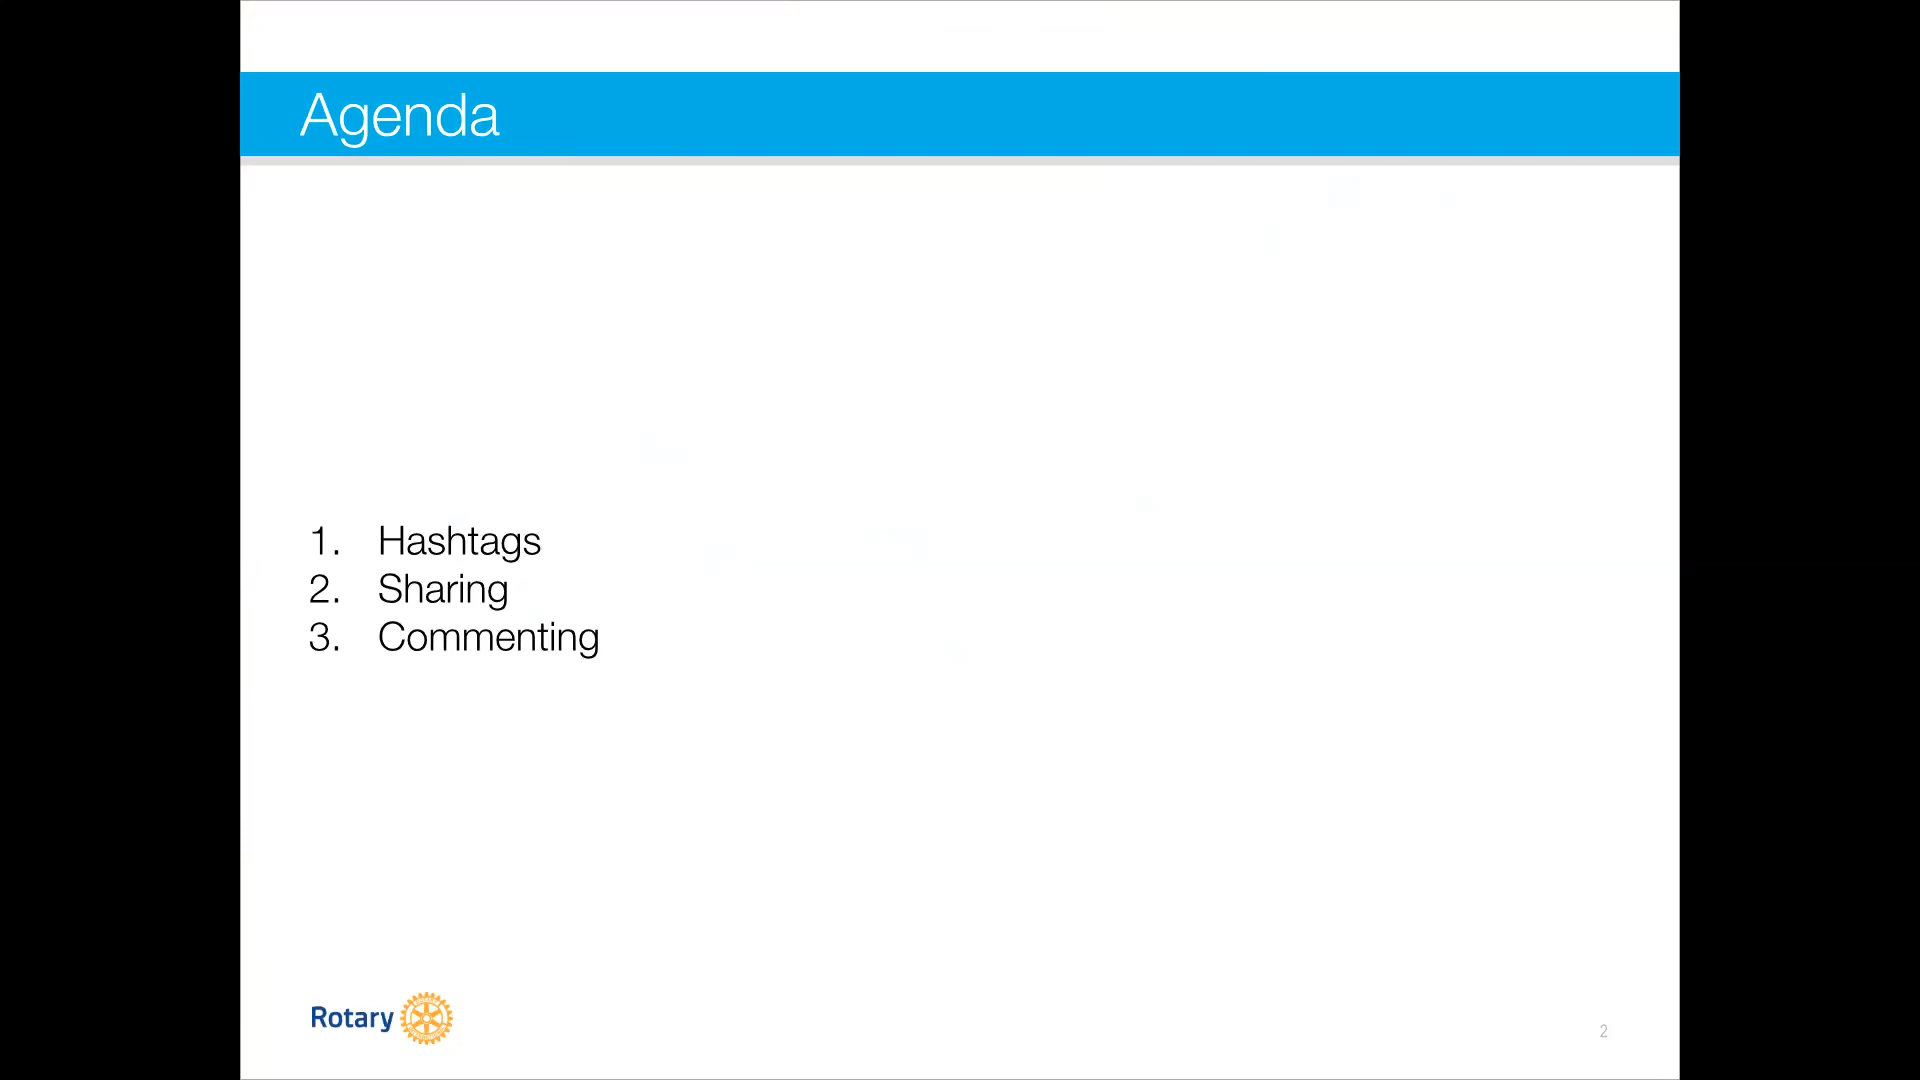 Agenda
1. Hashtags
2. Sharing
3. Commenting
Rotary
2